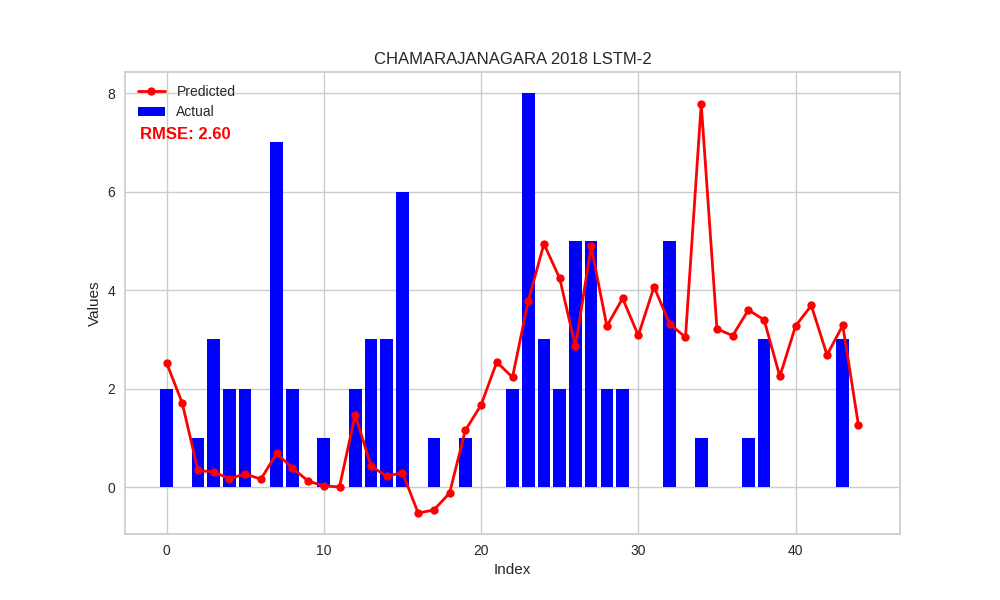 CHAMARAJANAGARA 2018 LSTM-2
Predicted
Actual
RMSE: 2.60
8
6
4
2
0
Values
0 10 20 30 40
Index